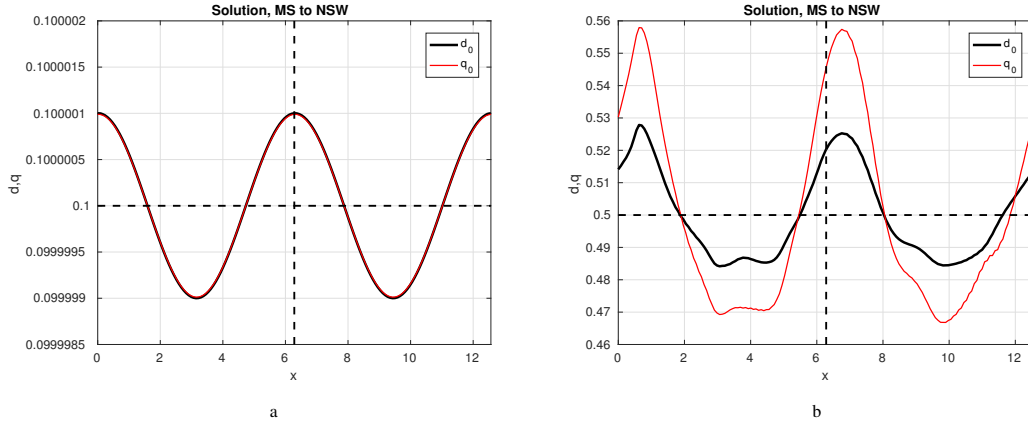 Solution, MS to NSW
0.100002
0.1000015
0.100001
0.1000005
0.1
0.0999995
0.099999
0.0999985
d,q
0 2 4 6 8 10 12
x
d0
q0
a
Solution, MS to NSW
0.56
0.55
0.54
0.53
0.52
0.51
0.5
0.49
0.48
0.47
0.46
d,q
0 2 4 6 8 10 12
x
d0
q0
b